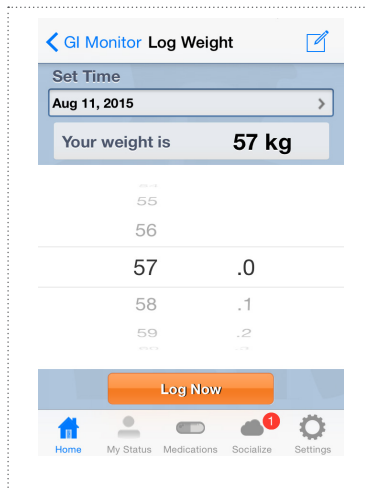 GI Monitor Log Weight
Set Time
Aug 11, 2015
Your weight is 57 kg
55
56
57 .0
58 .1
59 .2
Log Now
1
Home My Status Medications Socialize Settings